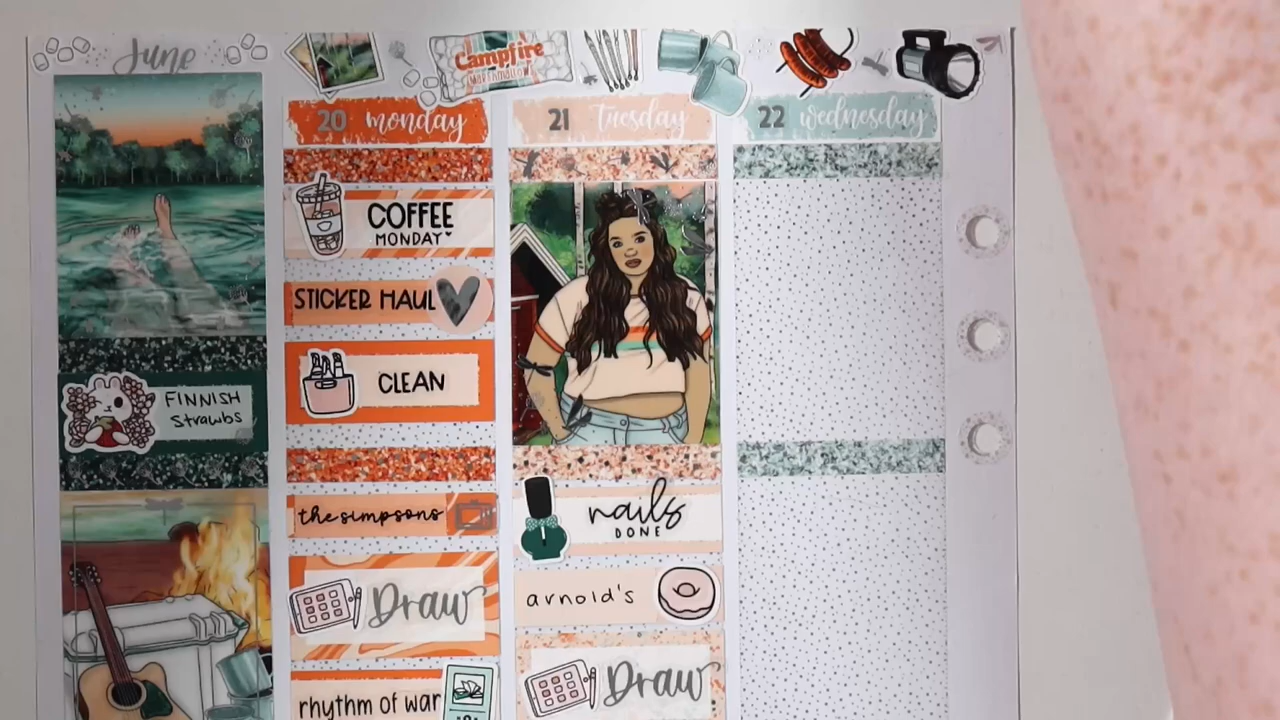 June
Campfire
Marshmallows
20 monday
21 Tuesday
22 wednesday
COFFEE
MONDAY
STICKER HAUL
CLEAN
FINNISH
Strawbs
the simpsons
nails
DONE
Draw
arnold's
Draw
rhythm of war